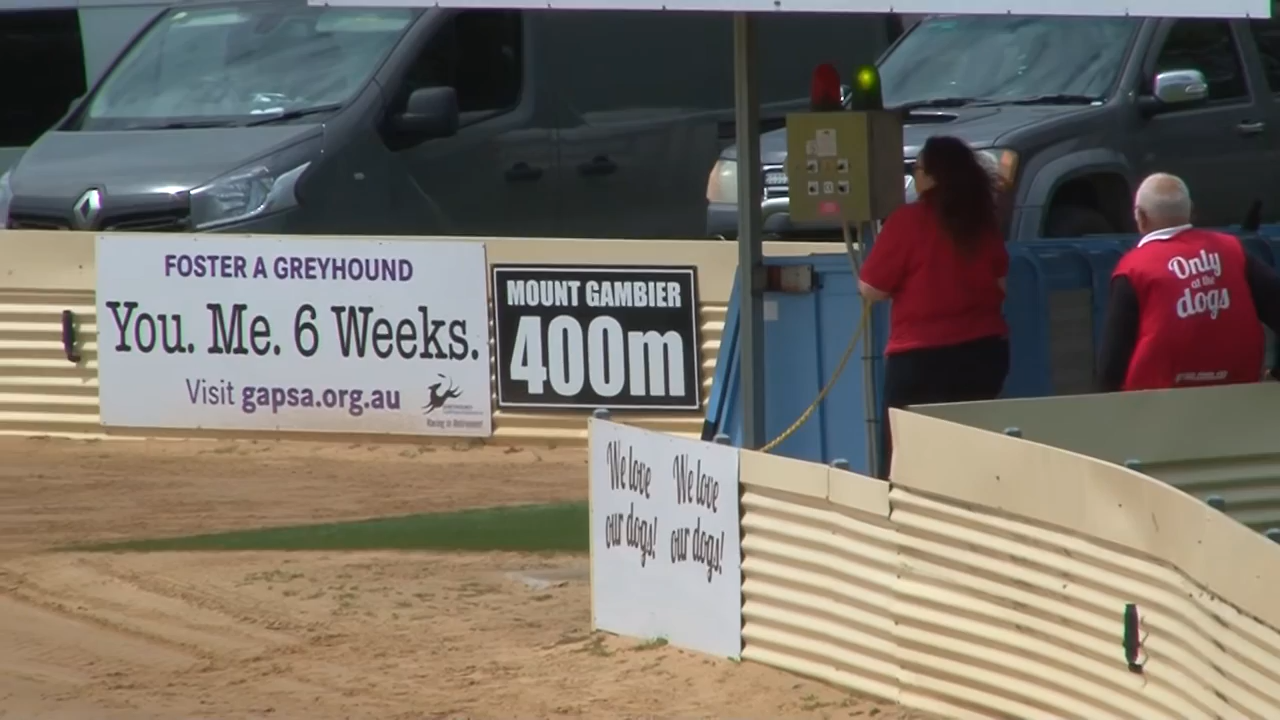 FOSTER A GREYHOUND
You. Me. 6 Weeks.
Visit gapsa.org.au
MOUNT GAMBIER
400m
We love
our dogs!
We love
our dogs!
Only
at the
dogs